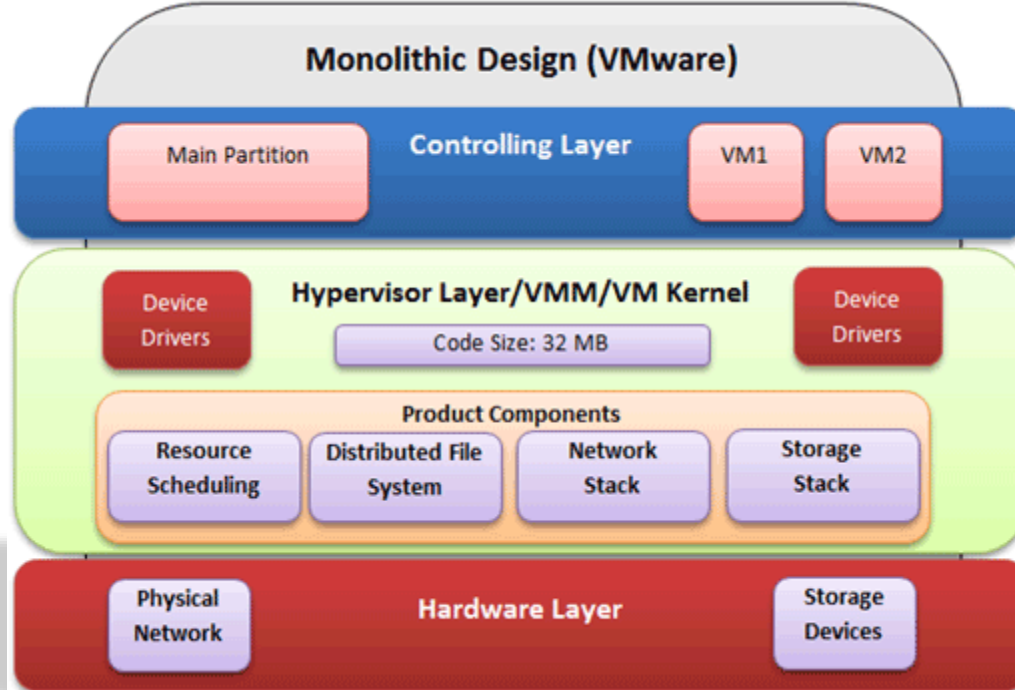 Monolithic Design (VMware)
Main Partition
Controlling Layer
VM1
VM2
Device
Drivers
Hypervisor Layer/VMM/VM Kernel
Code Size: 32 MB
Device
Drivers
Product Components
Resource
Scheduling
Distributed File
System
Network
Stack
Storage
Stack
Physical
Network
Hardware Layer
Storage
Devices